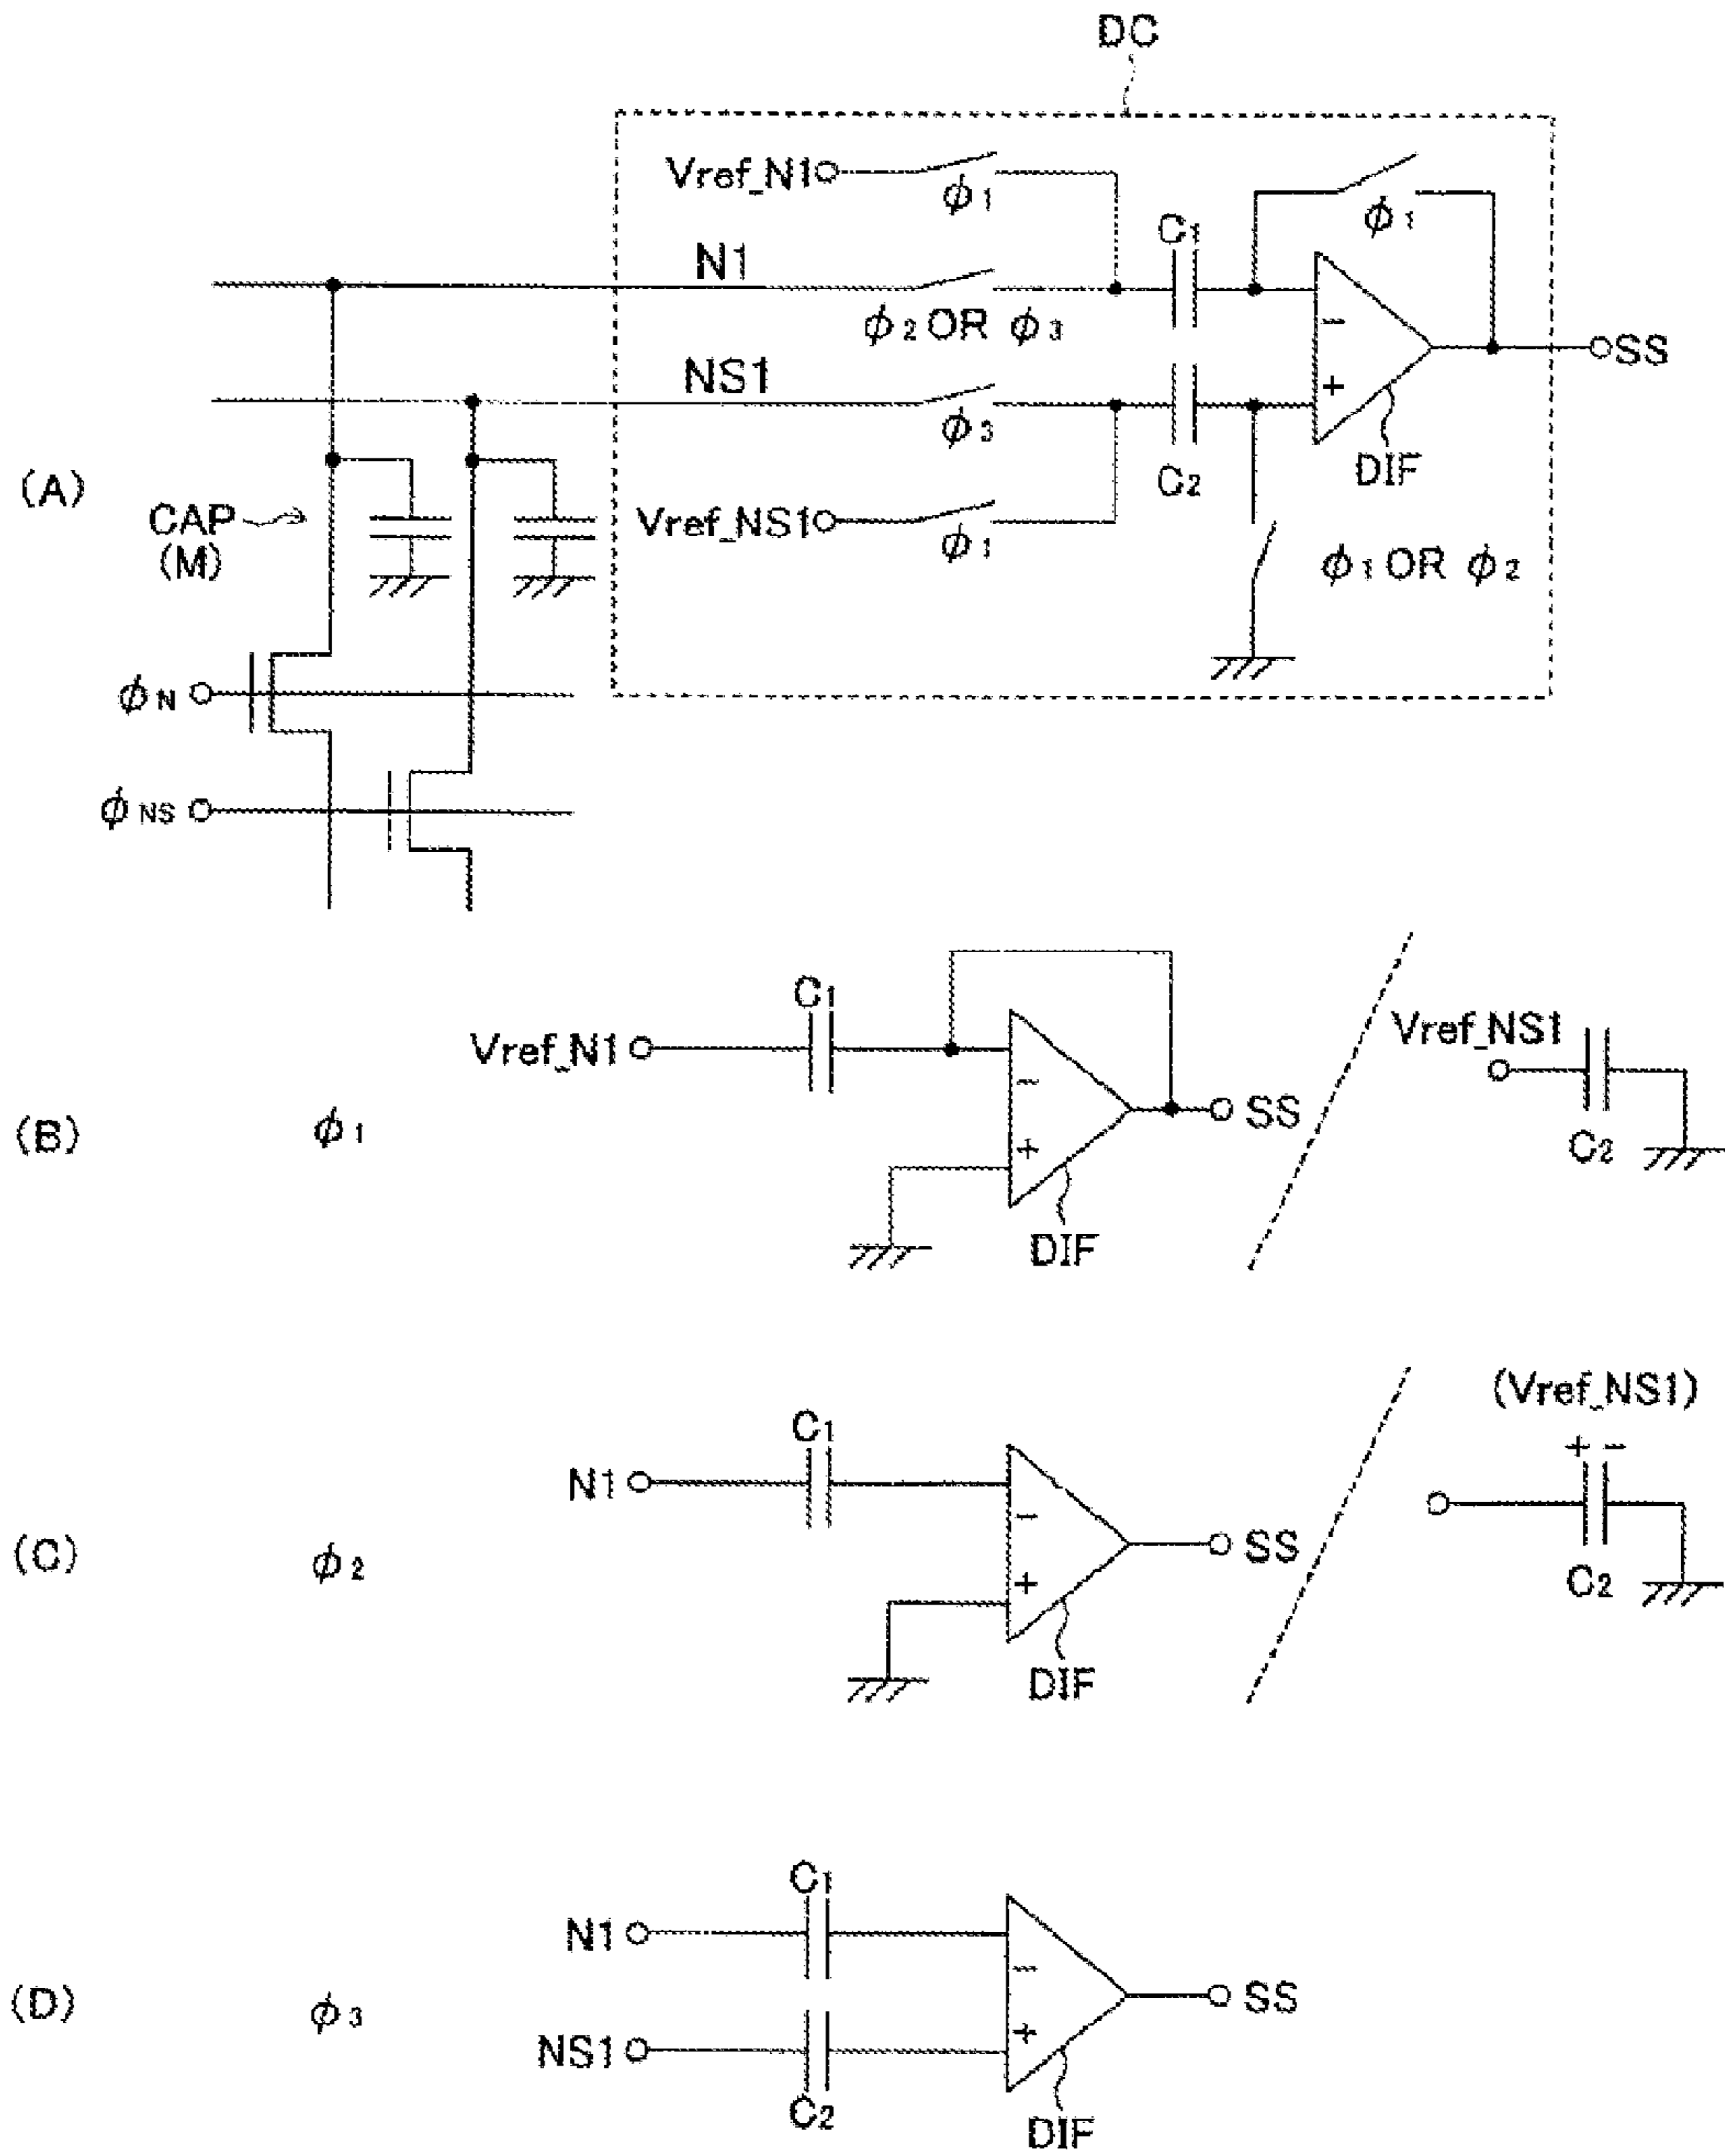 DC
Vref_N1
ϕ1
ϕ1
C1
N1
ϕ2 OR ϕ3
−
SS
NS1
+
ϕ3
DIF
(A)
C2
CAP
(M)
Vref_NS1
ϕ1
ϕ1 OR ϕ2
ϕN
ϕNS
C1
Vref_N1
Vref_NS1
−
SS
(B)
ϕ1
+
C2
DIF
(Vref_NS1)
C1
+ −
N1
−
SS
(C)
ϕ2
+
C2
DIF
C1
N1
−
SS
(D)
ϕ3
+
NS1
C2
DIF